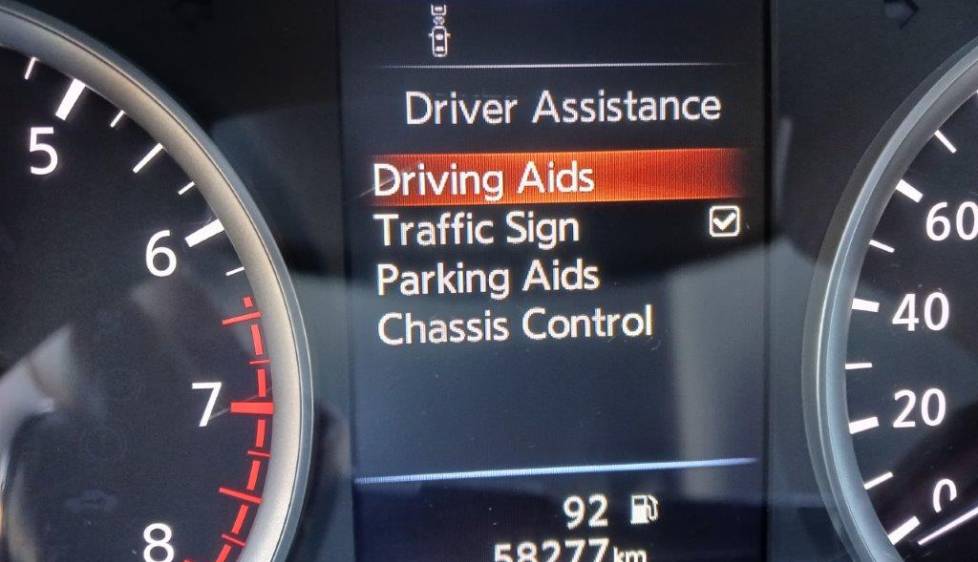 Driver Assistance
Driving Aids
Traffic Sign
Parking Aids
Chassis Control
92
58277km
5
6
7
8
60
40
20
0